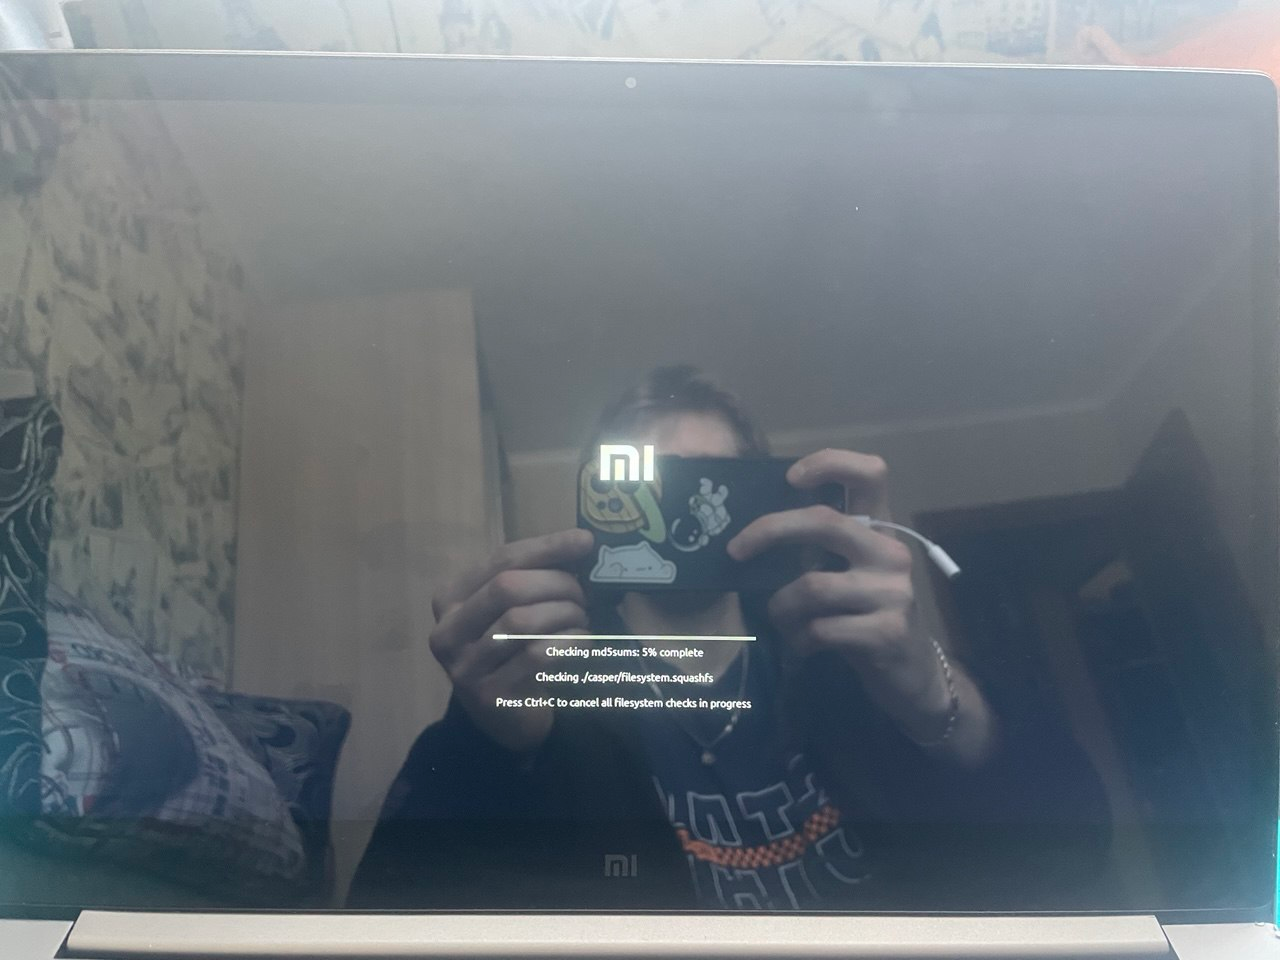 MI
Checking md5sums: 5% complete
Checking ./casper/filesystem.squashfs
Press Ctrl+C to cancel all filesystem checks in progress
MI